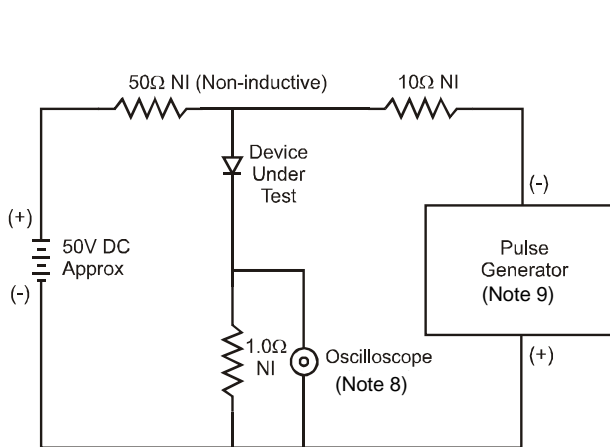 50Ω NI (Non-inductive)
10Ω NI
Device
Under
Test
(-)
(+)
50V DC
Approx
(-)
Pulse
Generator
(Note 9)
1.0Ω
NI
Oscilloscope
(Note 8)
(+)